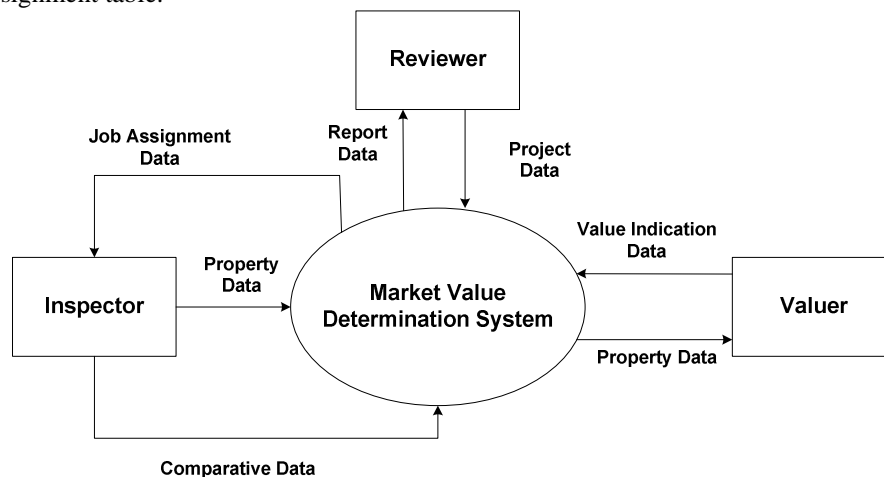 signment table.
Reviewer
Job Assignment
Data
Report
Data
Project
Data
Value Indication
Data
Property
Data
Inspector
Market Value
Determination System
Valuer
Property Data
Comparative Data